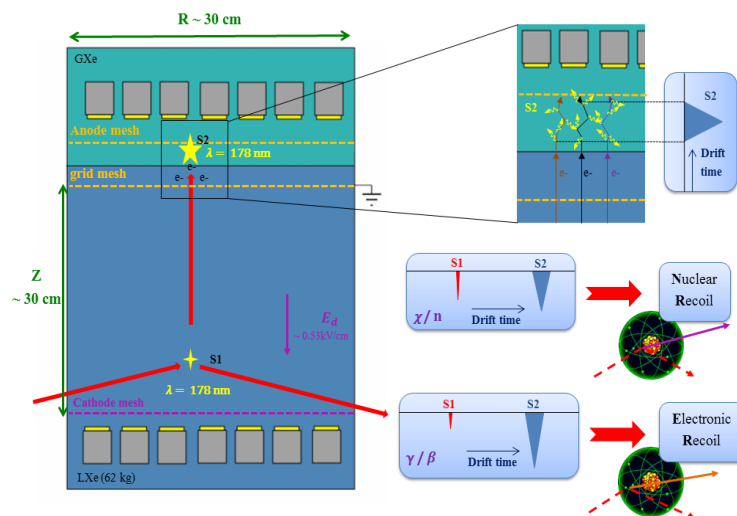 R ~ 30 cm
GXe
Anode mesh
S2
λ = 178 nm
grid mesh
e-
e- e-
Z
~ 30 cm
E_d
~ 0.53kV/cm
S1
λ = 178 nm
Cathode mesh
LXe (62 kg)
S2
e- e- e-
S2
Drift
time
S1 S2
Drift time
χ/n
Nuclear
Recoil
S1 S2
Drift time
γ/β
Electronic
Recoil